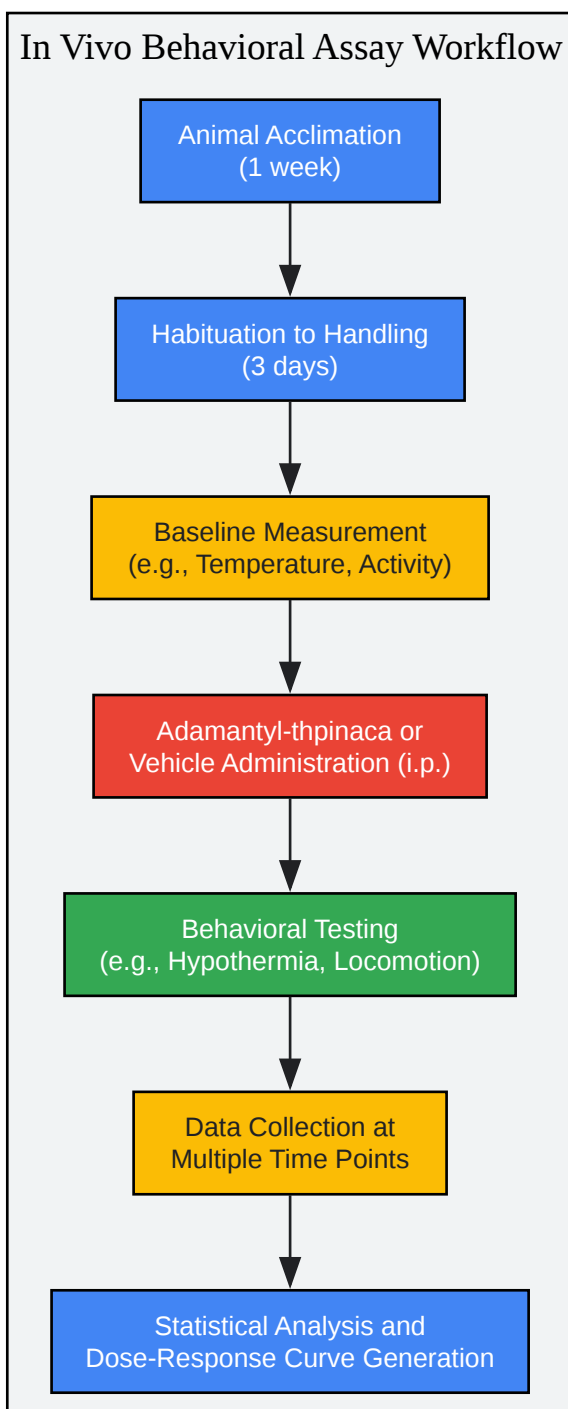 In Vivo Behavioral Assay Workflow
Animal Acclimation
(1 week)
Habituation to Handling
(3 days)
Baseline Measurement
(e.g., Temperature, Activity)
Adamantyl-thpinaca or
Vehicle Administration (i.p.)
Behavioral Testing
(e.g., Hypothermia, Locomotion)
Data Collection at
Multiple Time Points
Statistical Analysis and
Dose-Response Curve Generation